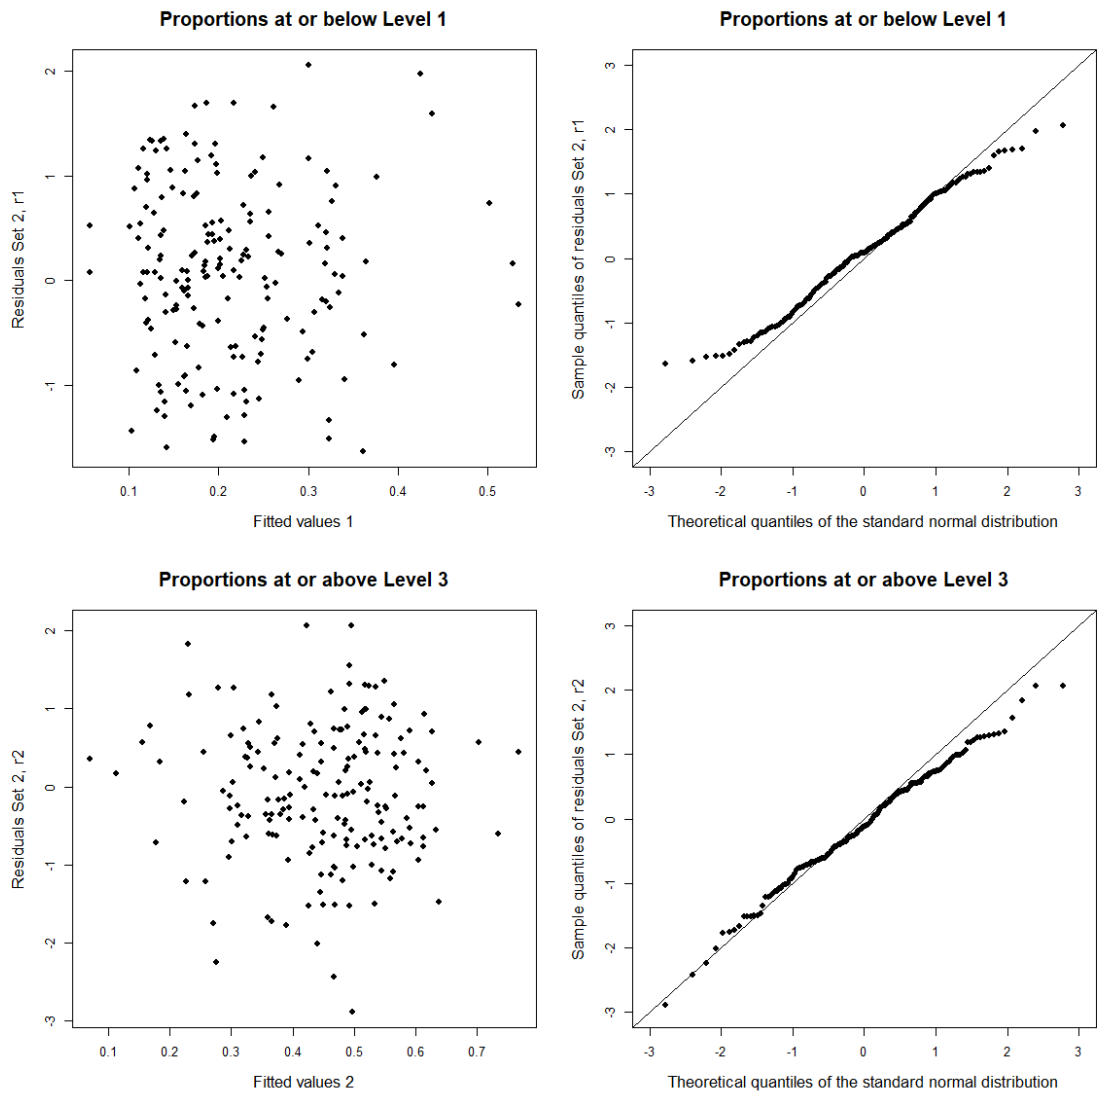 Proportions at or below Level 1
Residuals Set 2, r1
2
1
0
-1
0.1 0.2 0.3 0.4 0.5
Fitted values 1
Proportions at or below Level 1
Sample quantiles of residuals Set 2, r1
3
2
1
0
-1
-2
-3
-3 -2 -1 0 1 2 3
Theoretical quantiles of the standard normal distribution
Proportions at or above Level 3
Residuals Set 2, r2
2
1
0
-1
-2
-3
0.1 0.2 0.3 0.4 0.5 0.6 0.7
Fitted values 2
Proportions at or above Level 3
Sample quantiles of residuals Set 2, r2
3
2
1
0
-1
-2
-3
-3 -2 -1 0 1 2 3
Theoretical quantiles of the standard normal distribution